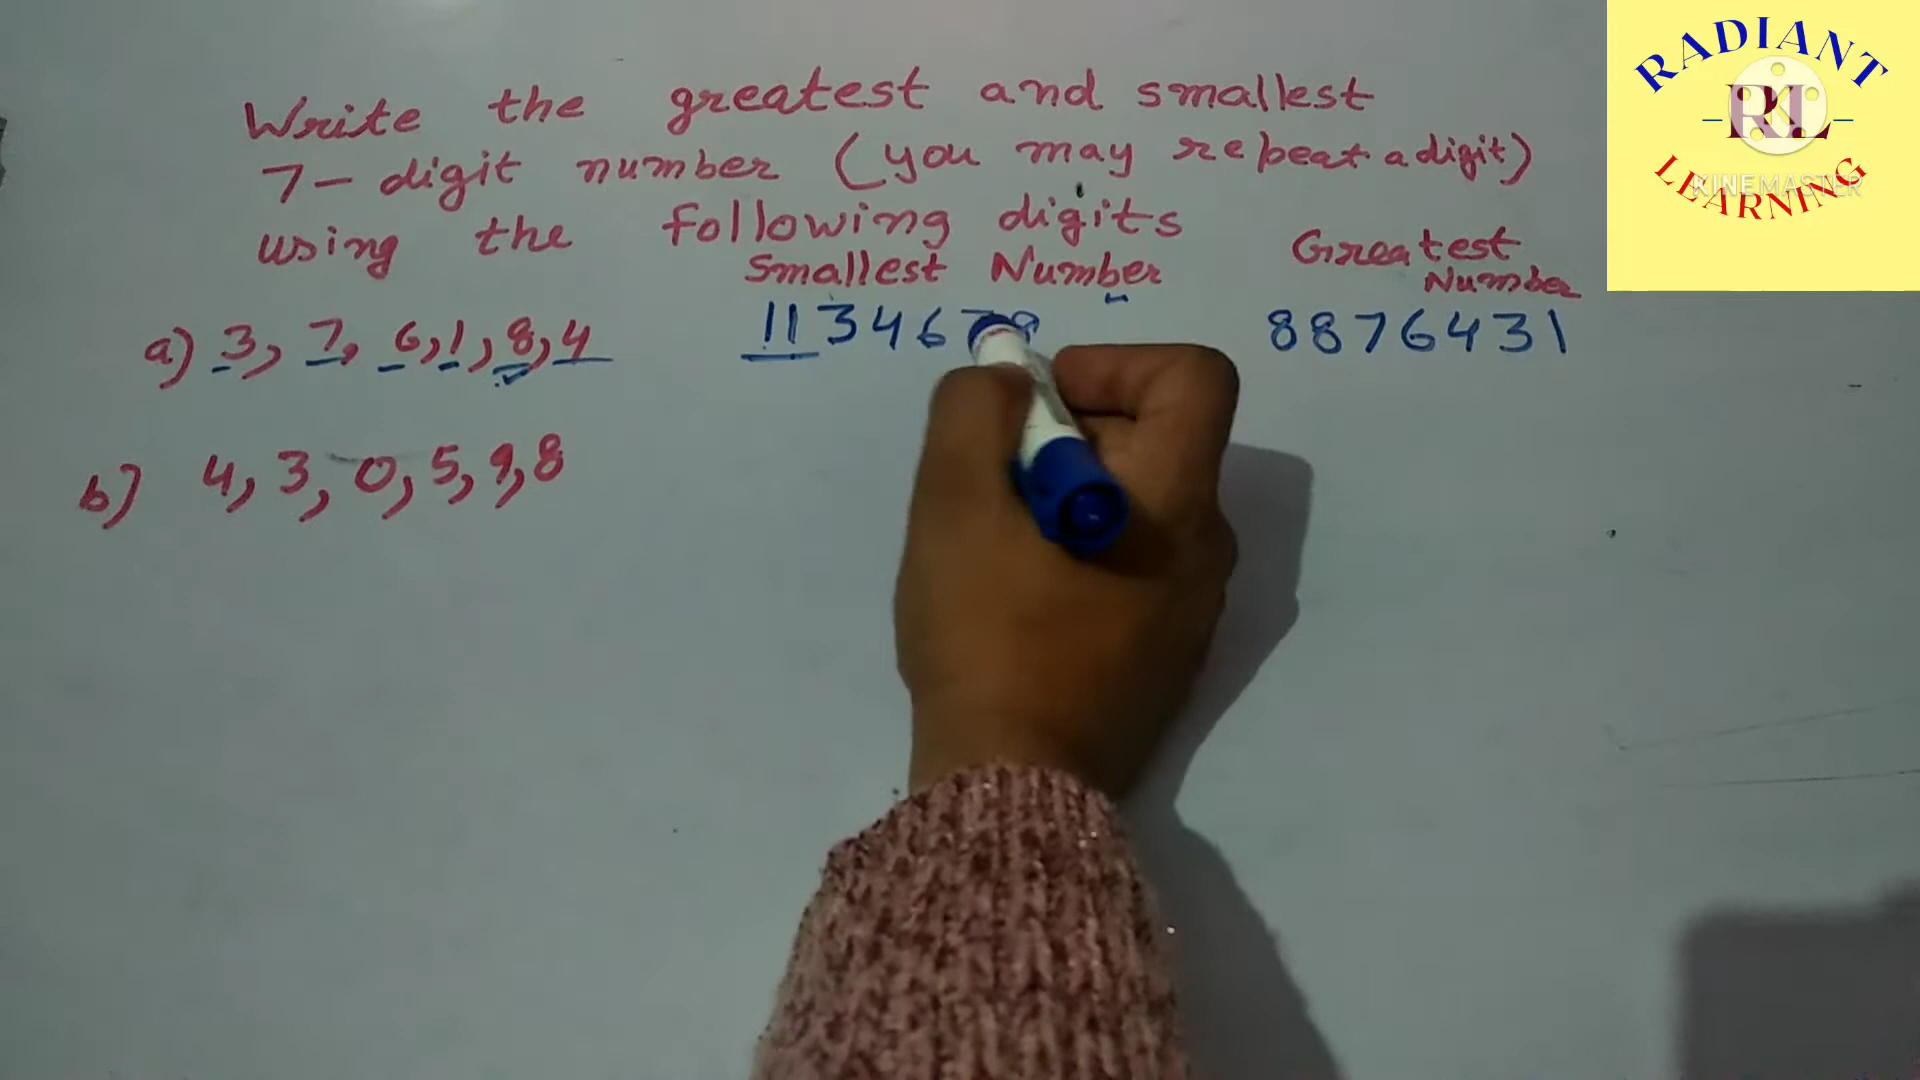 Write the greatest and smallest
7-digit number (you may repeat a digit)
using the following digits
Smallest Number
Greatest
Number
a) 3, 7, 6, 1, 8, 4
8876431
b) 4, 3, 0, 5, 9, 8
RADIANT
RL
LEARNING
KINEMASTER